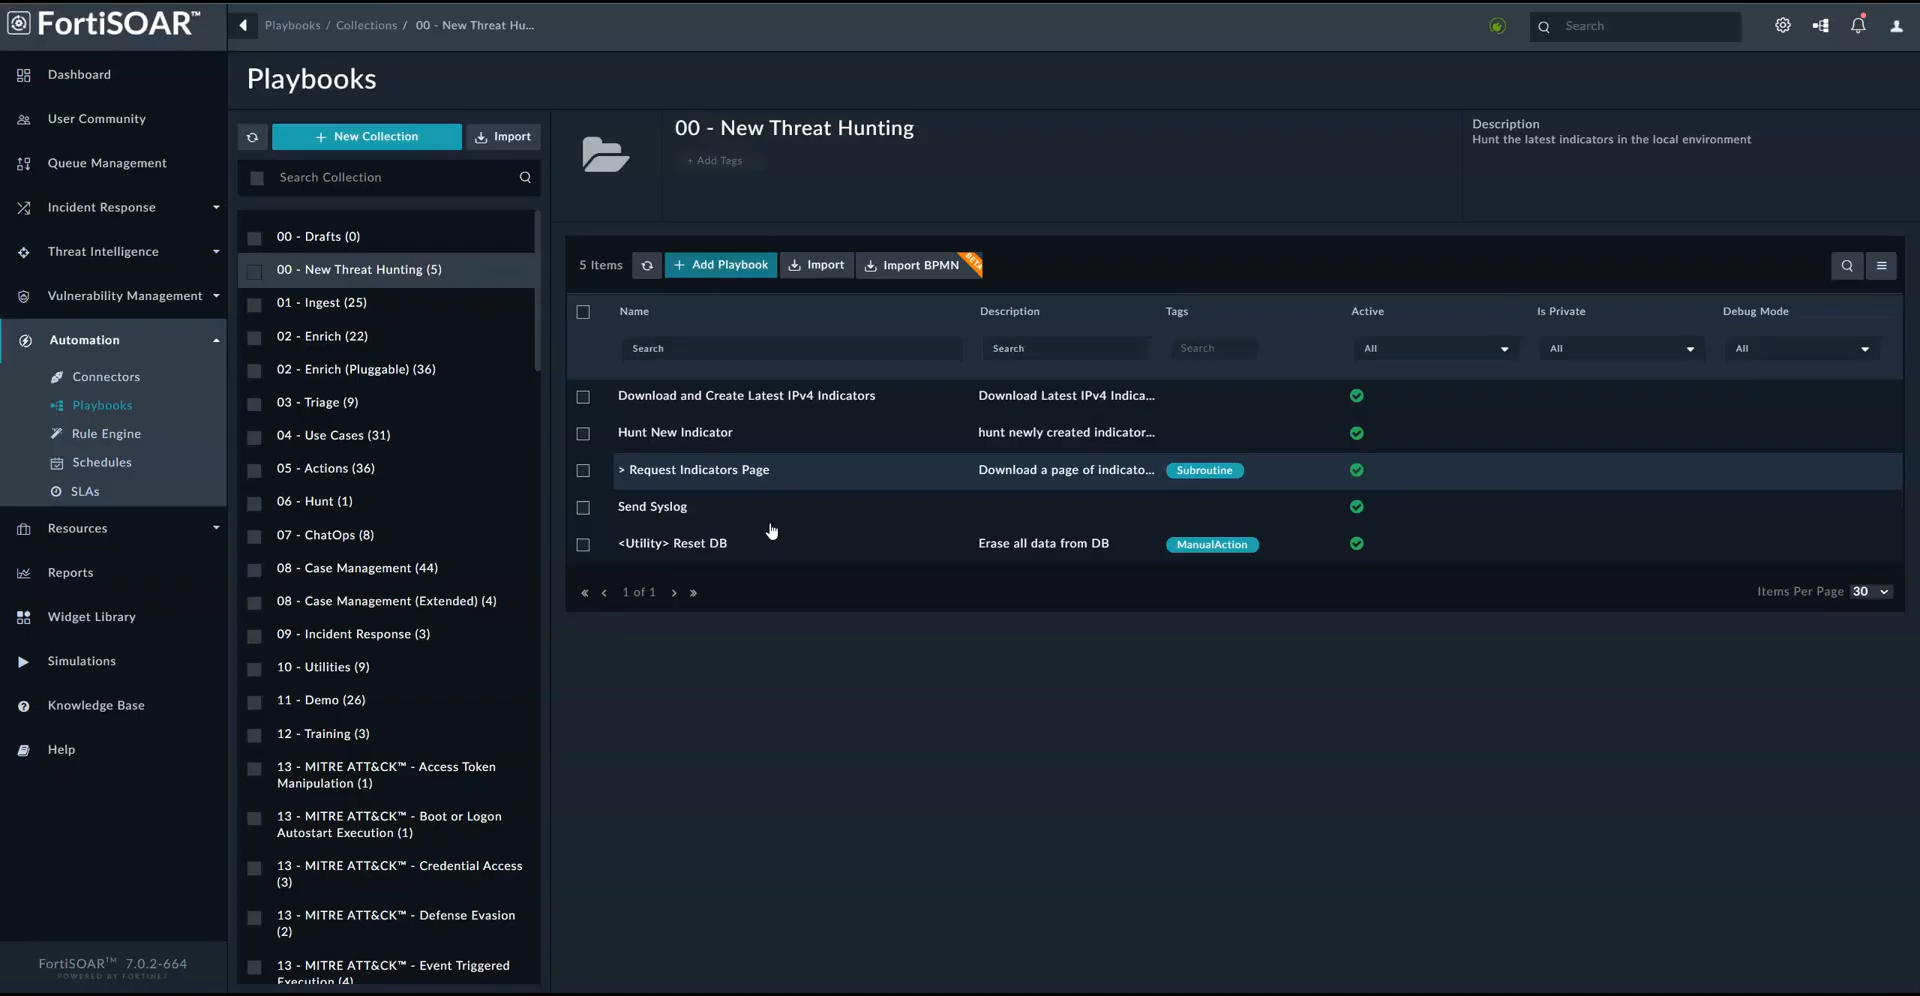 FortiSOAR™
Playbooks / Collections / 00 - New Threat Hu...
Search
Dashboard
User Community
Queue Management
Incident Response
Threat Intelligence
Vulnerability Management
Automation
Connectors
Playbooks
Rule Engine
Schedules
SLAs
Resources
Reports
Widget Library
Simulations
Knowledge Base
Help
FortiSOAR™ 7.0.2-664
POWERED BY FORTINET
Playbooks
+ New Collection
Import
Search Collection
00 - Drafts (0)
00 - New Threat Hunting (5)
01 - Ingest (25)
02 - Enrich (22)
02 - Enrich (Pluggable) (36)
03 - Triage (9)
04 - Use Cases (31)
05 - Actions (36)
06 - Hunt (1)
07 - ChatOps (8)
08 - Case Management (44)
08 - Case Management (Extended) (4)
09 - Incident Response (3)
10 - Utilities (9)
11 - Demo (26)
12 - Training (3)
13 - MITRE ATT&CK™ - Access Token
Manipulation (1)
13 - MITRE ATT&CK™ - Boot or Logon
Autostart Execution (1)
13 - MITRE ATT&CK™ - Credential Access
(3)
13 - MITRE ATT&CK™ - Defense Evasion
(2)
13 - MITRE ATT&CK™ - Event Triggered
Execution (4)
00 - New Threat Hunting
+ Add Tags
Description
Hunt the latest indicators in the local environment
5 Items + Add Playbook Import Import BPMN BETA
Name Description Tags Active Is Private Debug Mode
Search Search Search All All All
Download and Create Latest IPv4 Indicators Download Latest IPv4 Indica...
Hunt New Indicator hunt newly created indicator...
> Request Indicators Page Download a page of indicato... Subroutine
Send Syslog
<Utility> Reset DB Erase all data from DB ManualAction
« ‹ 1 of 1 › » Items Per Page 30